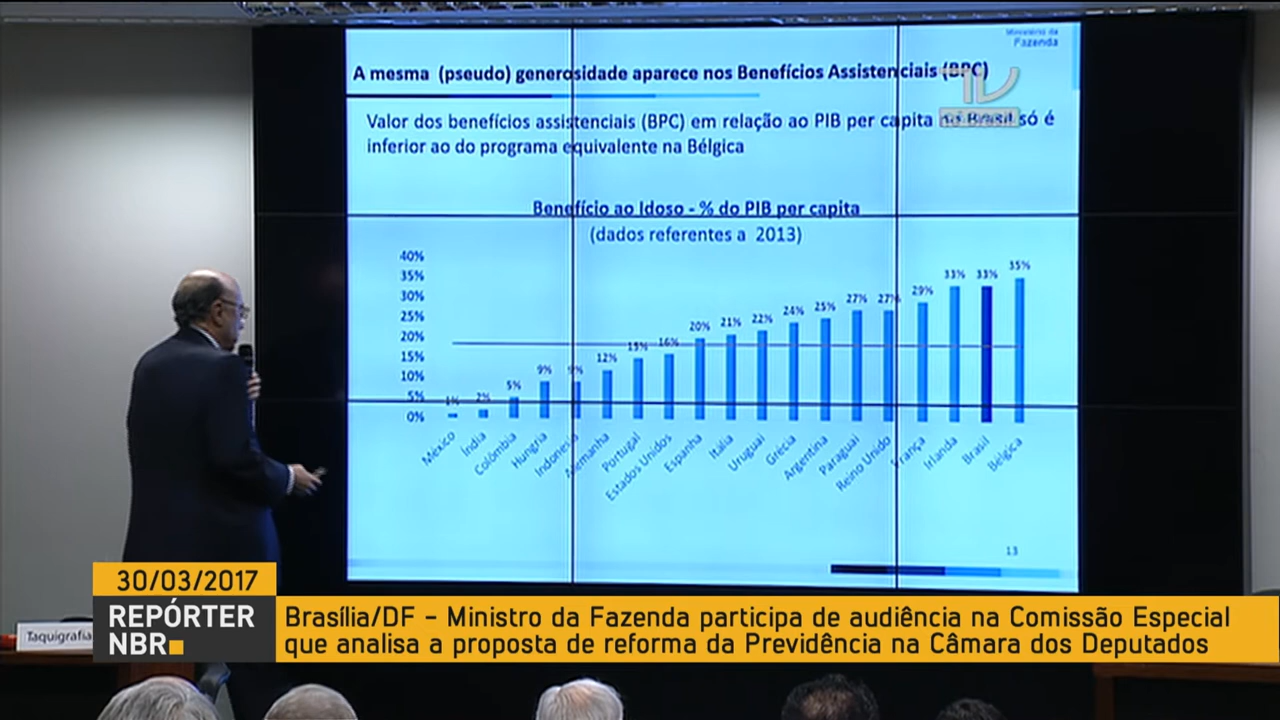 Ministério da
Fazenda
A mesma (pseudo) generosidade aparece nos Benefícios Assistenciais (BPC)
TV
Valor dos benefícios assistenciais (BPC) em relação ao PIB per capita no Brasil só é
inferior ao do programa equivalente na Bélgica
Benefício ao Idoso - % do PIB per capita
(dados referentes a 2013)
40%
35%
30%
25%
20%
15%
10%
5%
0%
1% 2% 5% 9% 9% 12% 15% 16% 20% 21% 22% 24% 25% 27% 27% 29% 33% 33% 35%
México Índia Colômbia Hungria Indonesia Alemanha Portugal Estados Unidos Espanha Itália Uruguai Grécia Argentina Paraguai Reino Unido França Irlanda Brasil Bélgica
13
Taquigrafia
30/03/2017
REPÓRTER
NBR
Brasília/DF – Ministro da Fazenda participa de audiência na Comissão Especial
que analisa a proposta de reforma da Previdência na Câmara dos Deputados